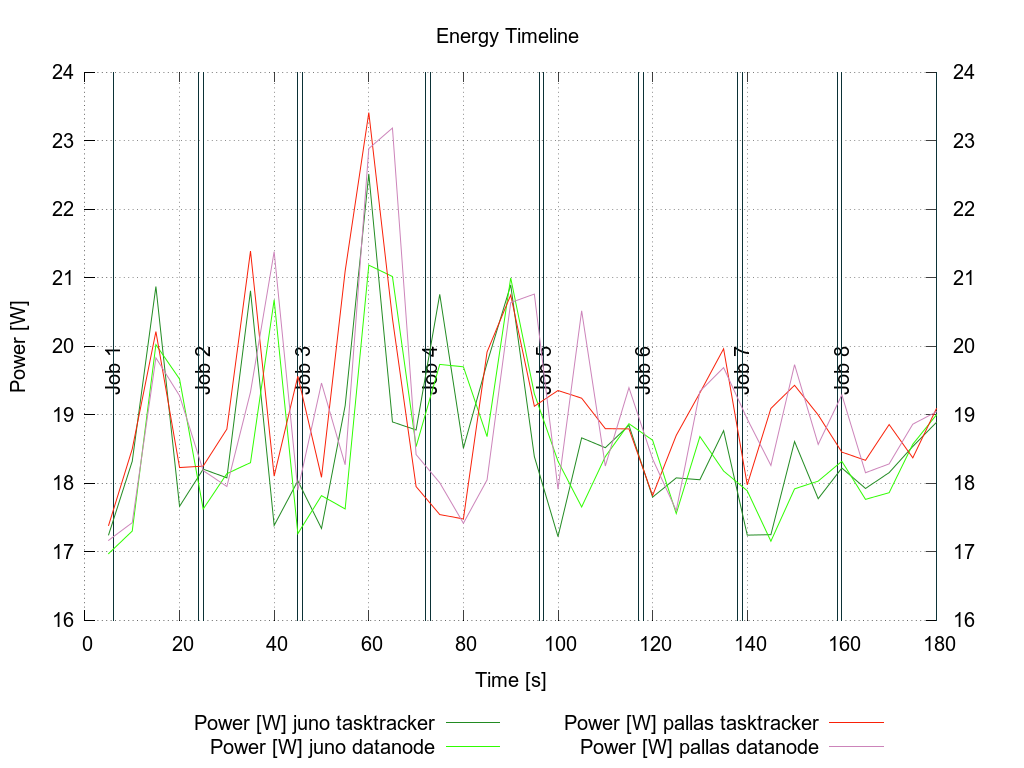 Energy Timeline
24 24
23 23
22 22
21 21
20 20
19 19
18 18
17 17
16 16
Power [W]
Job 1 Job 2 Job 3 Job 4 Job 5 Job 6 Job 7 Job 8
0 20 40 60 80 100 120 140 160 180
Time [s]
Power [W] juno tasktracker Power [W] pallas tasktracker
Power [W] juno datanode Power [W] pallas datanode